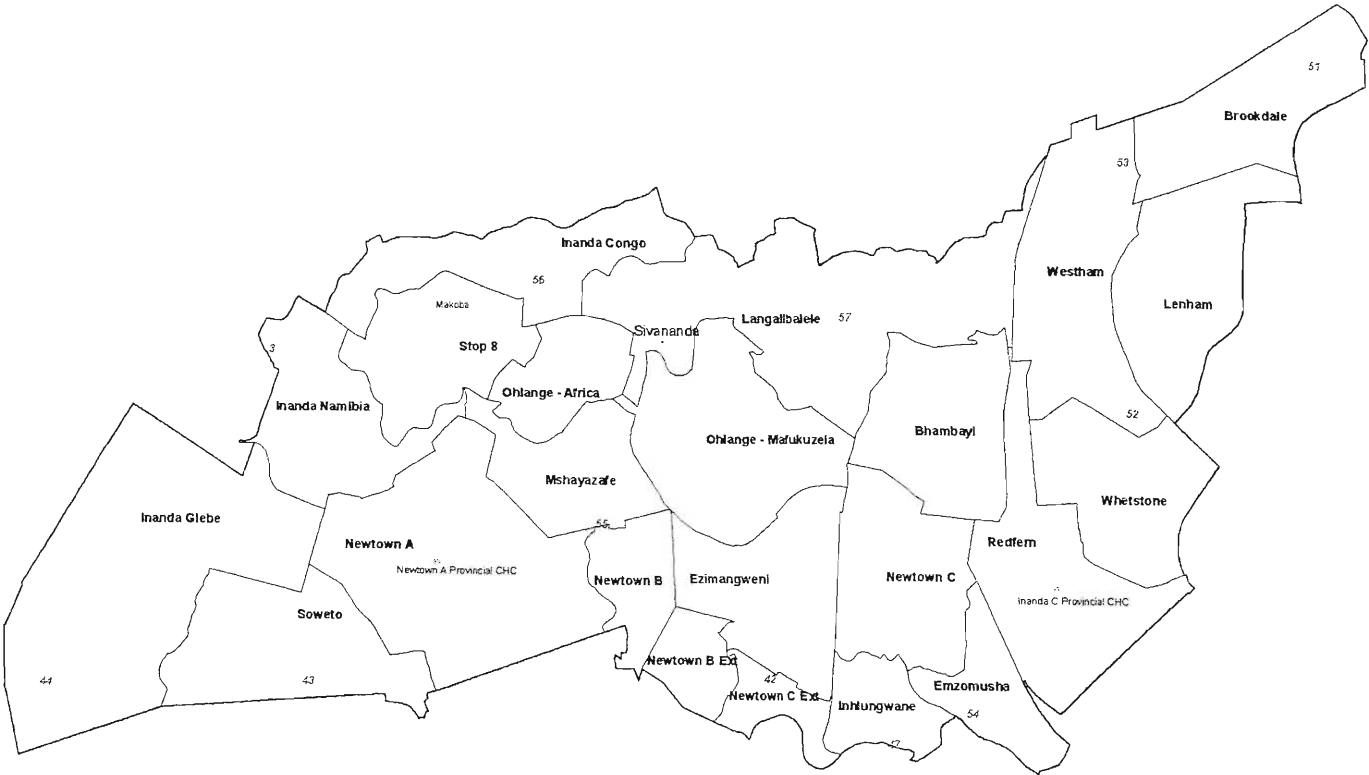 51
Brookdale
53
Inanda Congo
Westham
56
Lenham
Makoba
Langalibalele
57
Sivananda
Stop 8
3
Ohlange - Africa
Inanda Namibia
52
Bhambayi
Ohlange - Mafukuzela
Mshayazafe
Whetstone
Inanda Glebe
55
Newtown A
Redfern
Newtown A Provincial CHC
Newtown B
Ezimangweni
Newtown C
Inanda C Provincial CHC
Soweto
Newtown B Ext
44
43
42
Emzomusha
Newtown C Ext
Inhlungwane
54